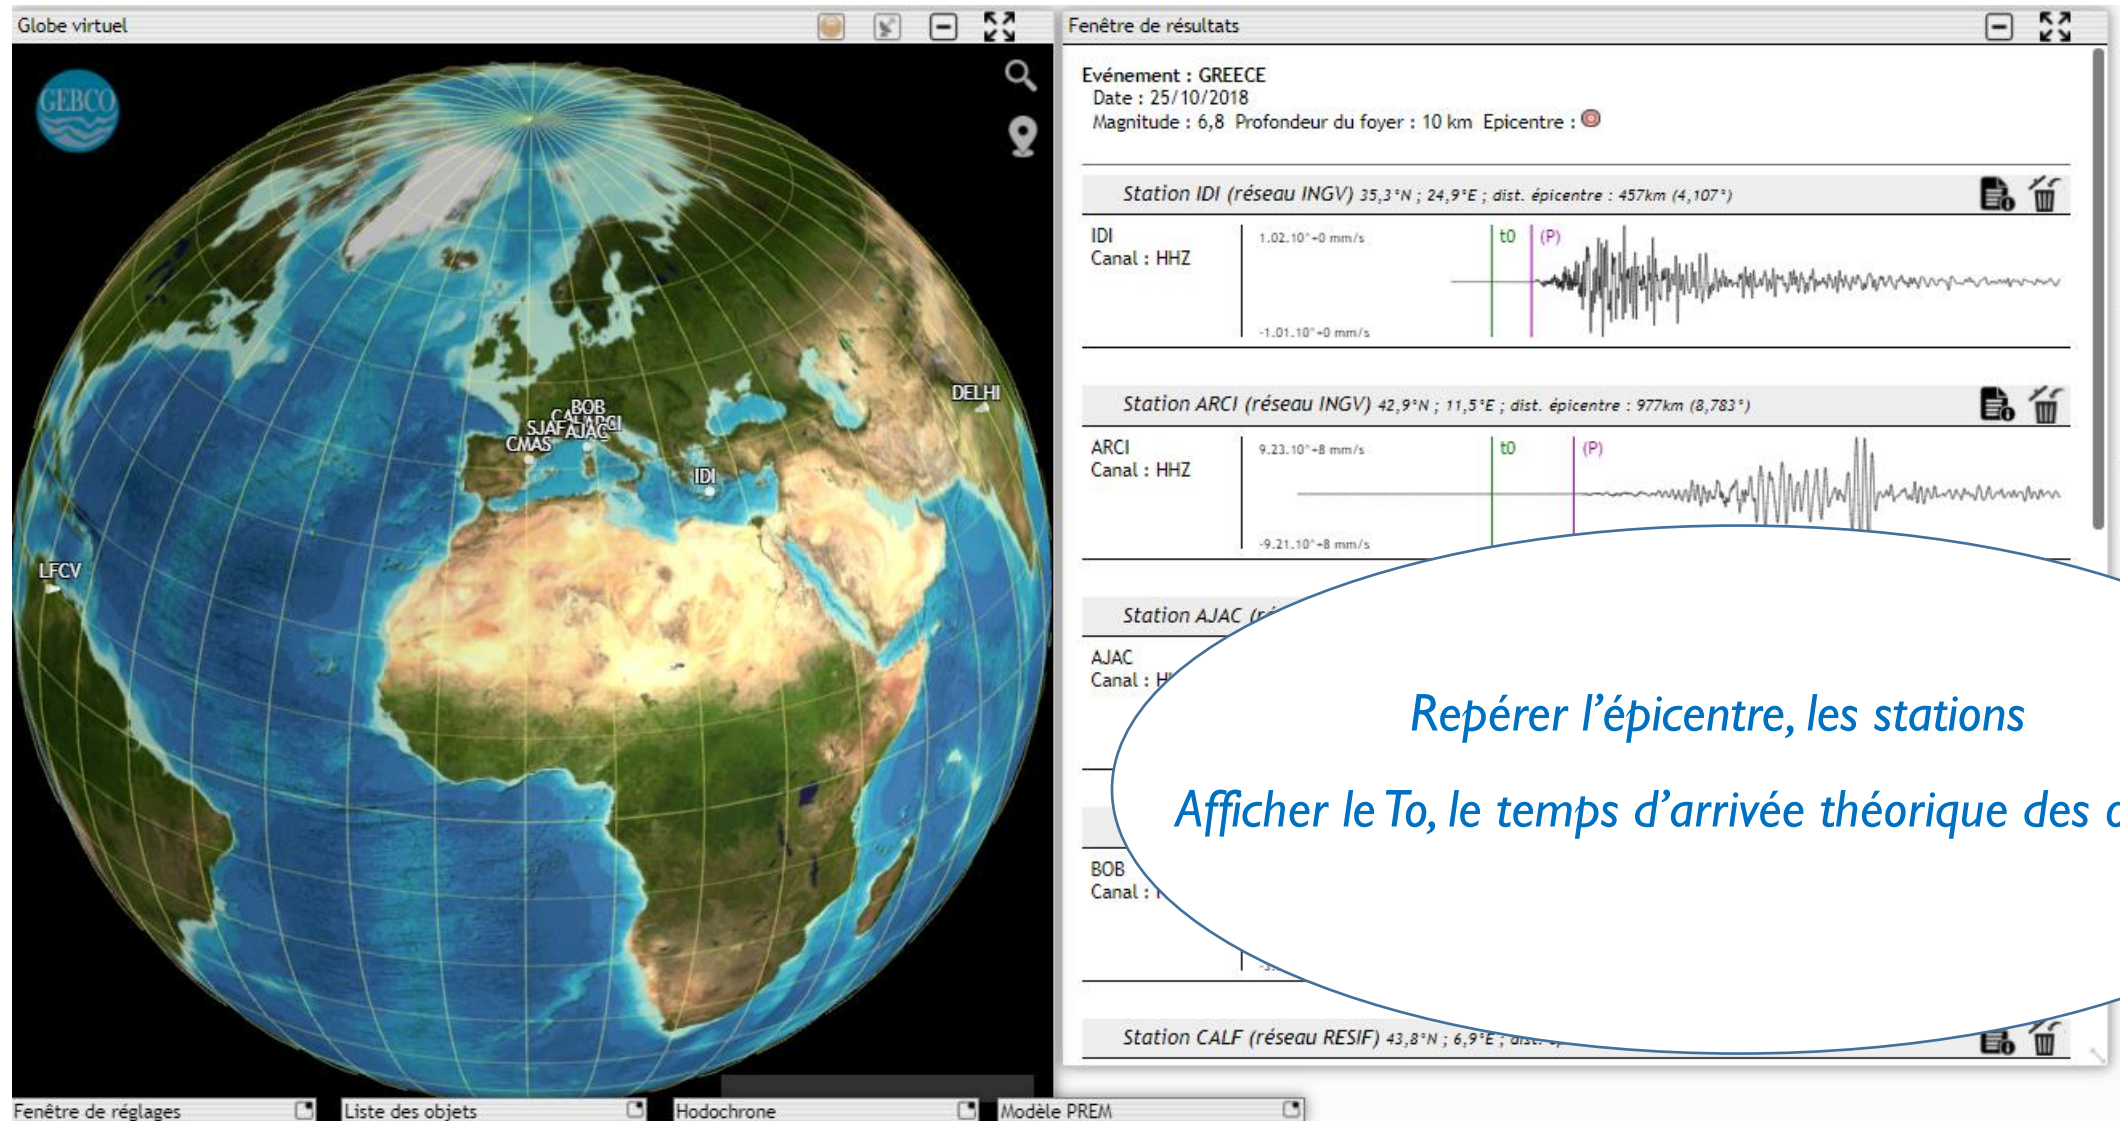 Globe virtuel
GEBCO
DELHI
BOB
SJAF
AJAC
CMAS
IDI
LFCV
Fenêtre de résultats
Evénement : GREECE
Date : 25/10/2018
Magnitude : 6,8 Profondeur du foyer : 10 km Epicentre :
Station IDI (réseau INGV) 35,3°N ; 24,9°E ; dist. épicentre : 457km (4,107°)
IDI
Canal : HHZ
1.02.10^+0 mm/s
-1.01.10^+0 mm/s
t0 (P)
Station ARCI (réseau INGV) 42,9°N ; 11,5°E ; dist. épicentre : 977km (8,783°)
ARCI
Canal : HHZ
9.23.10^+8 mm/s
-9.21.10^+8 mm/s
t0 (P)
Station AJAC
AJAC
Canal :
Repérer l’épicentre, les stations
Afficher le To, le temps d’arrivée théorique des
BOB
Canal :
Station CALF (réseau RESIF) 43,8°N ; 6,9°E ;
Fenêtre de réglages
Liste des objets
Hodochrone
Modèle PREM